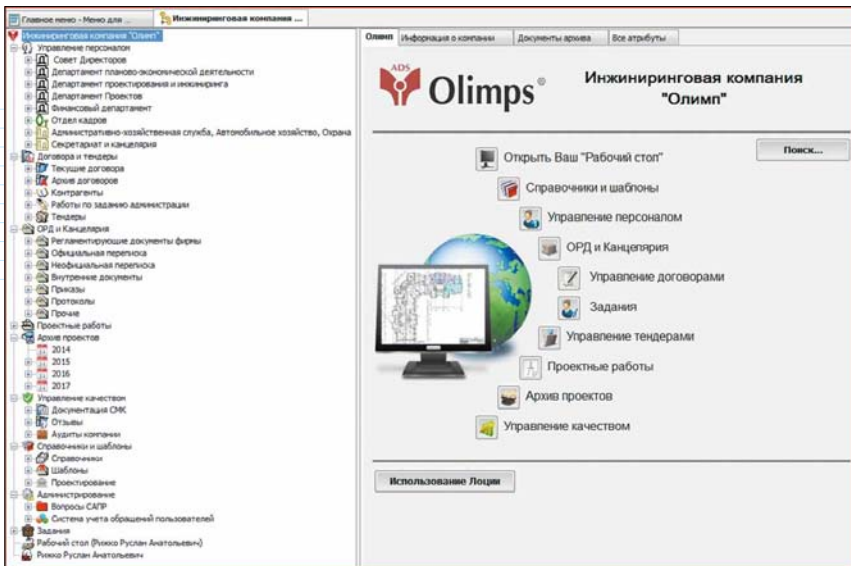 Главное меню - Меню для ...
Инжиниринговая компания ...
Инжиниринговая компания "Олимп"
Управление персоналом
Совет Директоров
Департамент планово-экономической деятельности
Департамент проектирования и инжиниринга
Департамент Проектов
Финансовый департамент
Отдел кадров
Административно-хозяйственная служба, Автомобильное хозяйство, Охрана
Секретариат и канцелярия
Договора и тендеры
Текущие договора
Архив договоров
Контрагенты
Работы по заданию администрации
Тендеры
ОРД и Канцелярия
Регламентирующие документы фирмы
Официальная переписка
Неофициальная переписка
Внутренние документы
Приказы
Протоколы
Прочие
Проектные работы
Архив проектов
2014
2015
2016
2017
Управление качеством
Документация СМК
Отзывы
Аудиты компании
Справочники и шаблоны
Справочники
Шаблоны
Проектирование
Администрирование
Вопросы САПР
Система учета обращений пользователей
Задания
Рабочий стол (Рижко Руслан Анатольевич)
Рижко Руслан Анатольевич
Олимп
Информация о компании
Документы архива
Все атрибуты
ADS
Olimps®
Инжиниринговая компания
"Олимп"
Поиск...
Открыть Ваш "Рабочий стол"
Справочники и шаблоны
Управление персоналом
ОРД и Канцелярия
Управление договорами
Задания
Управление тендерами
Проектные работы
Архив проектов
Управление качеством
Использование Лоции